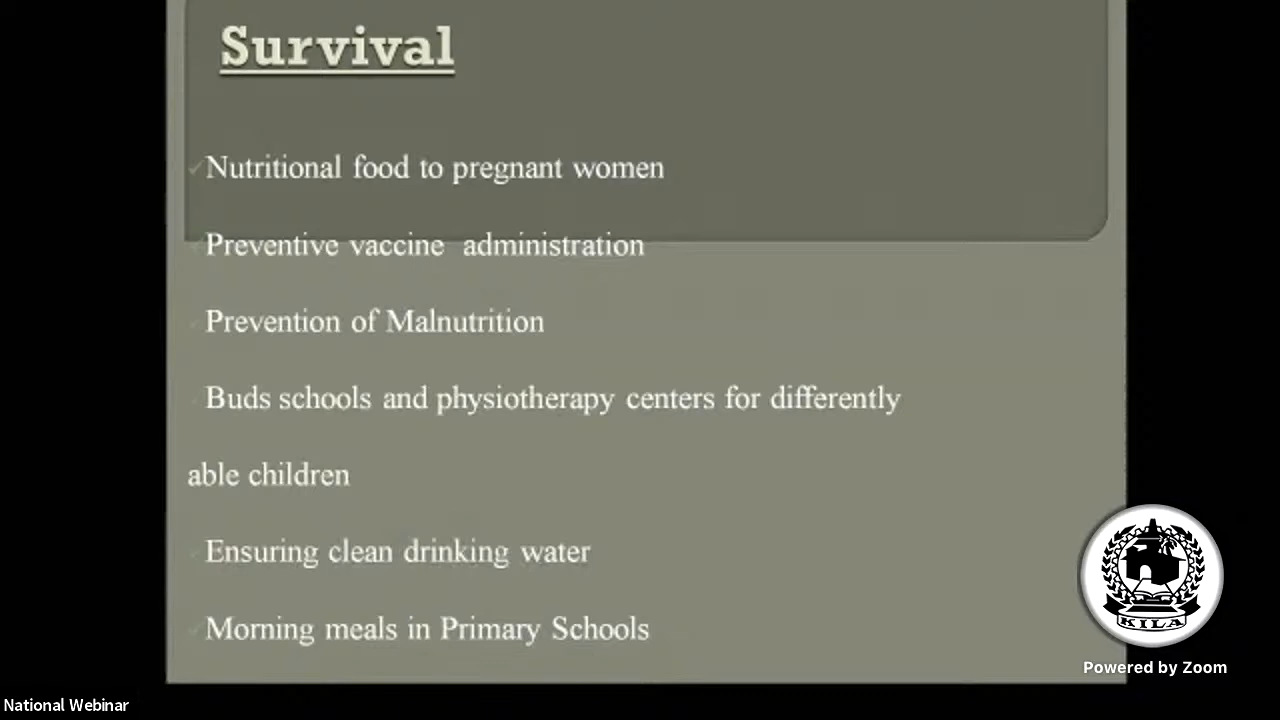 Survival
Nutritional food to pregnant women
Preventive vaccine administration
Prevention of Malnutrition
Buds schools and physiotherapy centers for differently
able children
Ensuring clean drinking water
Morning meals in Primary Schools
KILA
Powered by Zoom
National Webinar